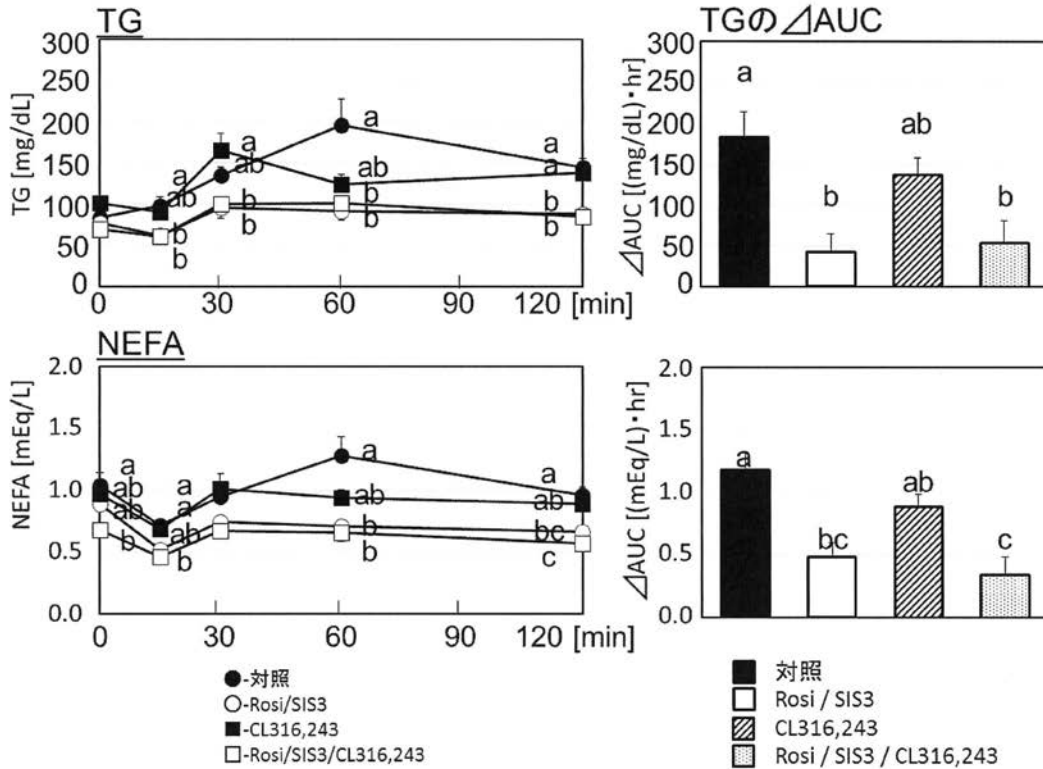 TG
TG [mg/dL]
300
250
200
150
100
50
0
a
a
a
ab
ab
a
ab
a
b
b
b
b
b
b
b
b
0
30
60
90
120 [min]
TGの⊿AUC
⊿AUC [(mg/dL)・hr]
300
250
200
150
100
50
0
a
b
ab
b
NEFA
NEFA [mEq/L]
2.0
1.5
1.0
0.5
0.0
a
ab
ab
b
a
a
ab
b
a
ab
b
b
a
ab
bc
c
0
30
60
90
120 [min]
⊿AUC [(mEq/L)・hr]
2.0
1.5
1.0
0.5
0.0
a
bc
ab
c
-対照
-Rosi/SIS3
-CL316,243
-Rosi/SIS3/CL316,243
対照
Rosi / SIS3
CL316,243
Rosi / SIS3 / CL316,243